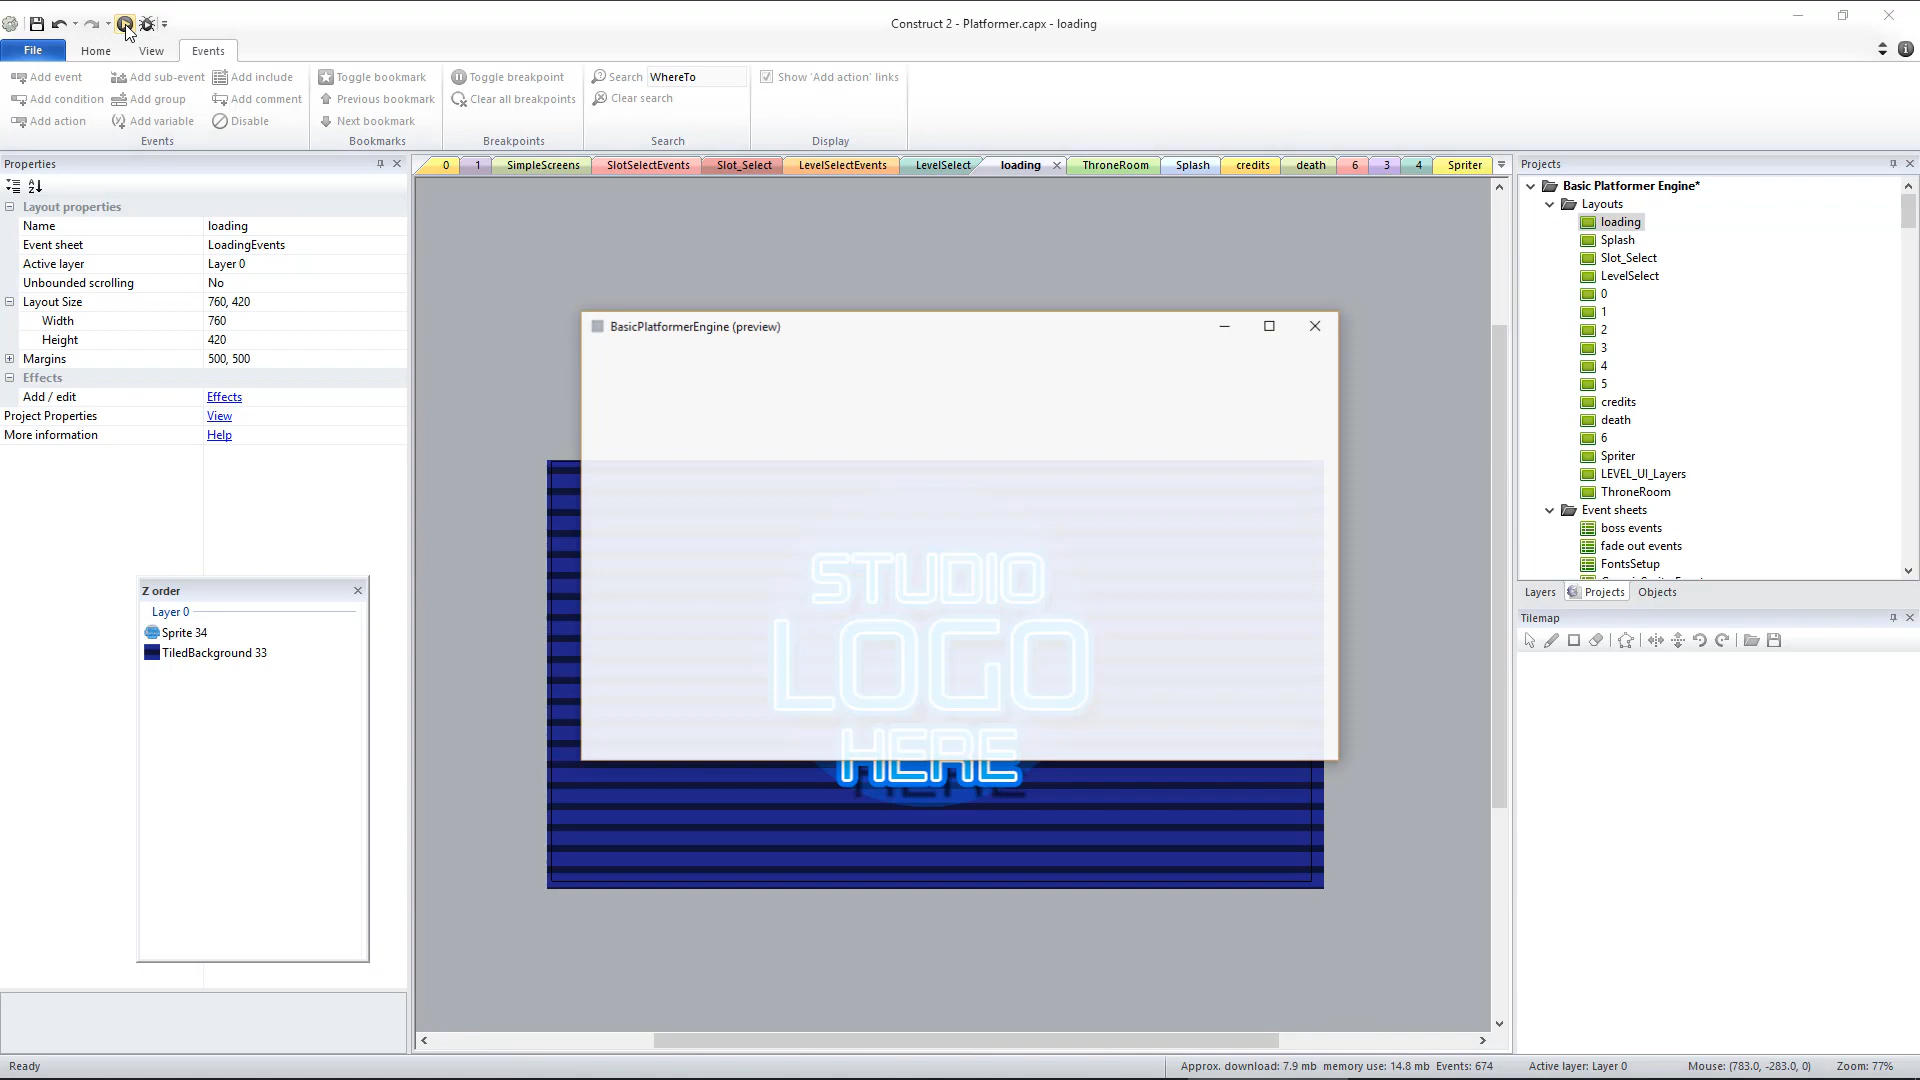 Construct 2 - Platformer.capx - loading
File
Home
View
Events
Add event
Add sub-event
Add include
Add condition
Add group
Add comment
Add action
Add variable
Disable
Events
Toggle bookmark
Previous bookmark
Next bookmark
Bookmarks
Toggle breakpoint
Clear all breakpoints
Breakpoints
Search
WhereTo
Clear search
Search
Show 'Add action' links
Display
Properties
Layout properties
Name loading
Event sheet LoadingEvents
Active layer Layer 0
Unbounded scrolling No
Layout Size 760, 420
Width 760
Height 420
Margins 500, 500
Effects
Add / edit Effects
Project Properties View
More information Help
Z order
Layer 0
Sprite 34
TiledBackground 33
0
1
SimpleScreens
SlotSelectEvents
Slot_Select
LevelSelectEvents
LevelSelect
loading
ThroneRoom
Splash
credits
death
6
3
4
Spriter
BasicPlatformerEngine (preview)
STUDIO
LOGO
HERE
Projects
Basic Platformer Engine*
Layouts
loading
Splash
Slot_Select
LevelSelect
0
1
2
3
4
5
credits
death
6
Spriter
LEVEL_UI_Layers
ThroneRoom
Event sheets
boss events
fade out events
FontsSetup
Layers
Projects
Objects
Tilemap
Ready
Approx. download: 7.9 mb memory use: 14.8 mb Events: 674
Active layer: Layer 0
Mouse: (783.0, -283.0, 0)
Zoom: 77%